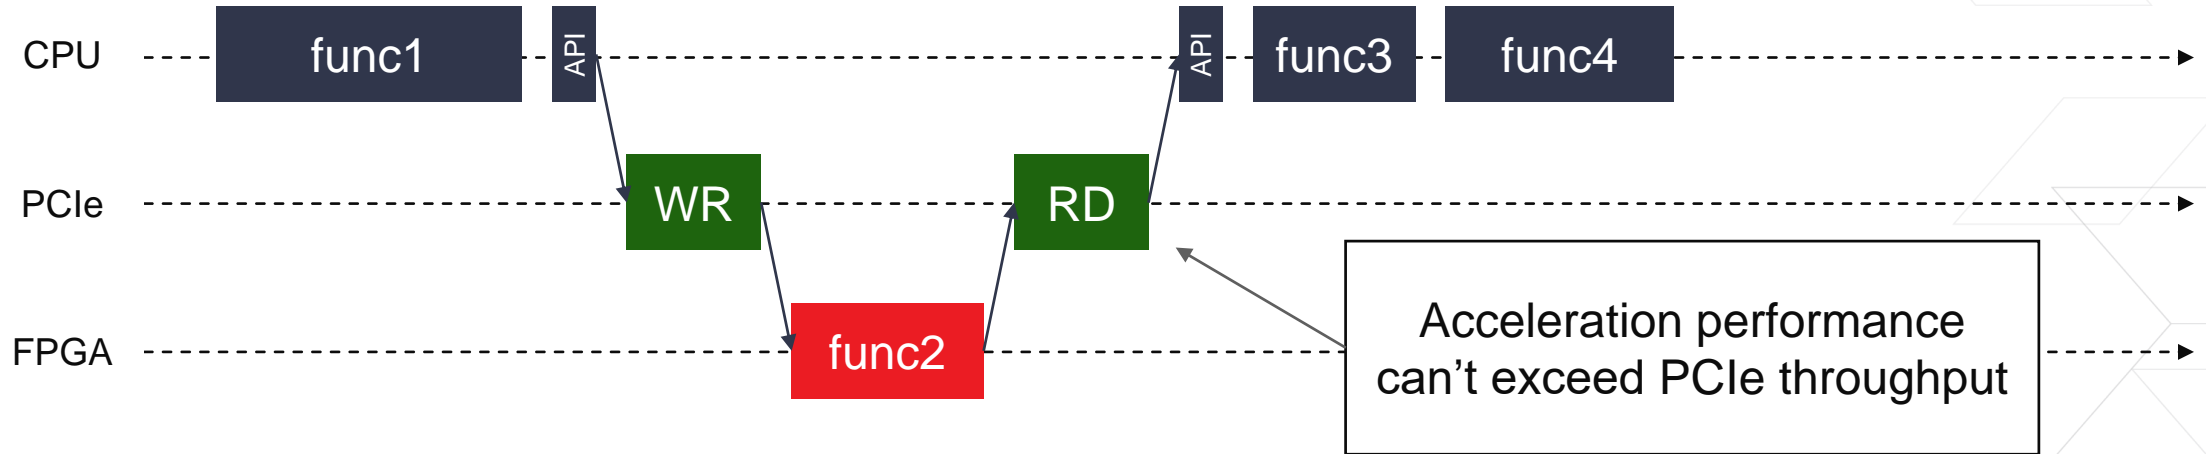 CPU
func1
API
API
func3
func4
PCIe
WR
RD
FPGA
func2
Acceleration performance
can’t exceed PCIe throughput